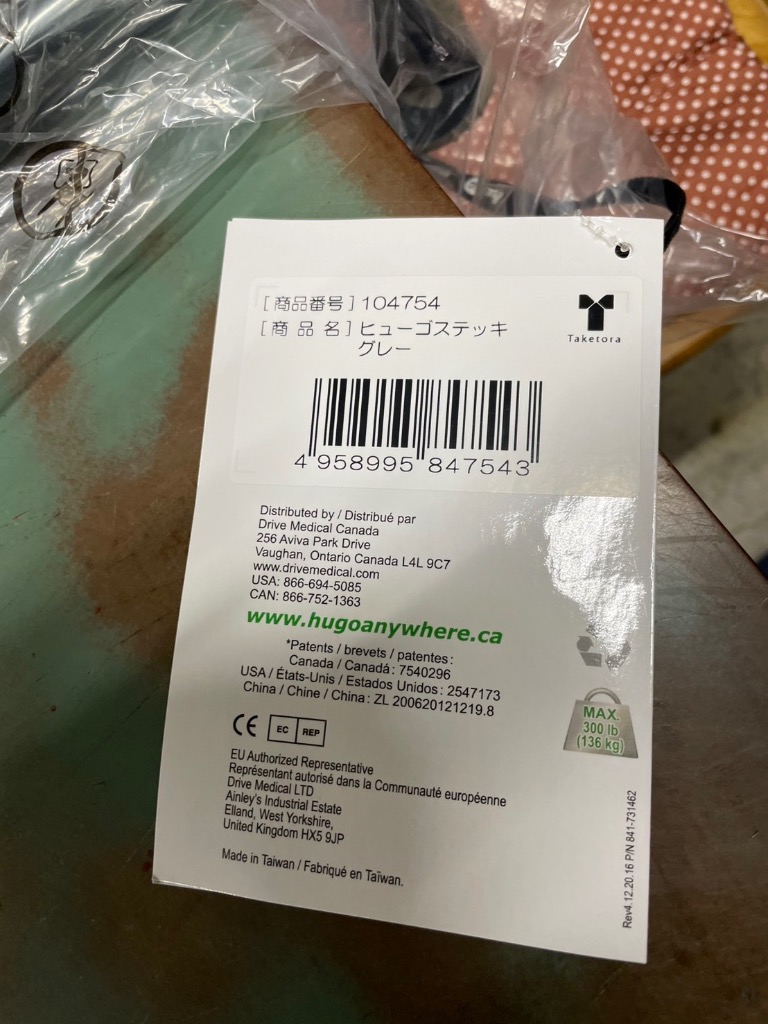 [商品番号] 104754
[商 品 名] ヒューゴステッキ
グレー
Taketora
4 958995 847543
Distributed by / Distribué par
Drive Medical Canada
256 Aviva Park Drive
Vaughan, Ontario Canada L4L 9C7
www.drivemedical.com
USA: 866-694-5085
CAN: 866-752-1363
www.hugoanywhere.ca
*Patents / brevets / patentes:
Canada / Canadá: 7540296
USA / États-Unis / Estados Unidos: 2547173
China / Chine / China: ZL 200620121219.8
MAX.
300 lb
(136 kg)
CE EC REP
EU Authorized Representative
Représentant autorisé dans la Communauté européenne
Drive Medical LTD
Ainley's Industrial Estate
Elland, West Yorkshire,
United Kingdom HX5 9JP
Made in Taiwan / Fabriqué en Taïwan.
Rev4.12.20.16 P/N 841-731462